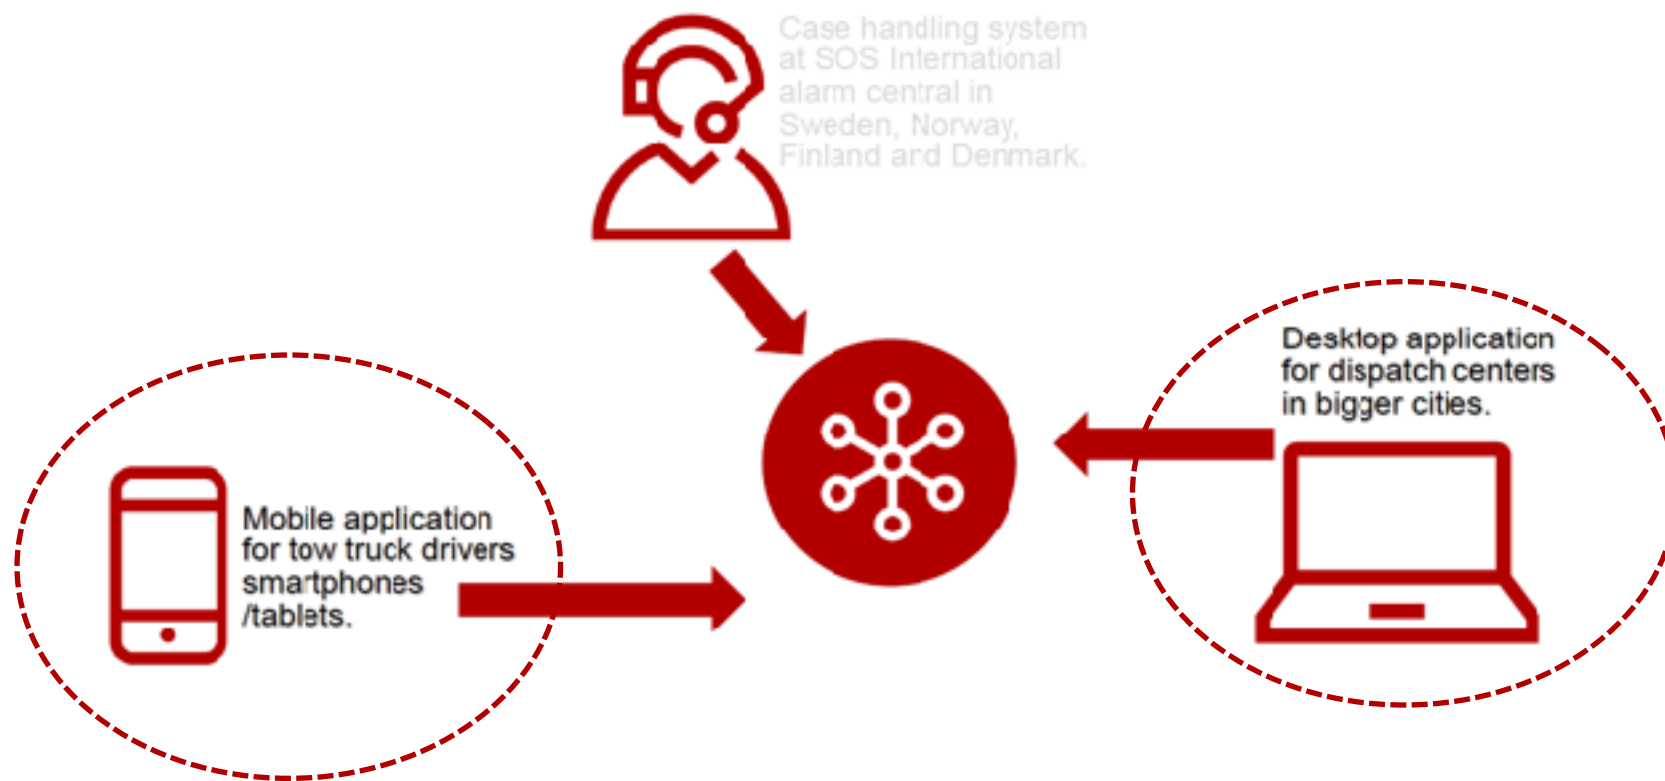 Case handling system
at SOS International
alarm central in
Sweden, Norway,
Finland and Denmark.
Desktop application
for dispatch centers
in bigger cities.
Mobile application
for tow truck drivers
smartphones
/tablets.